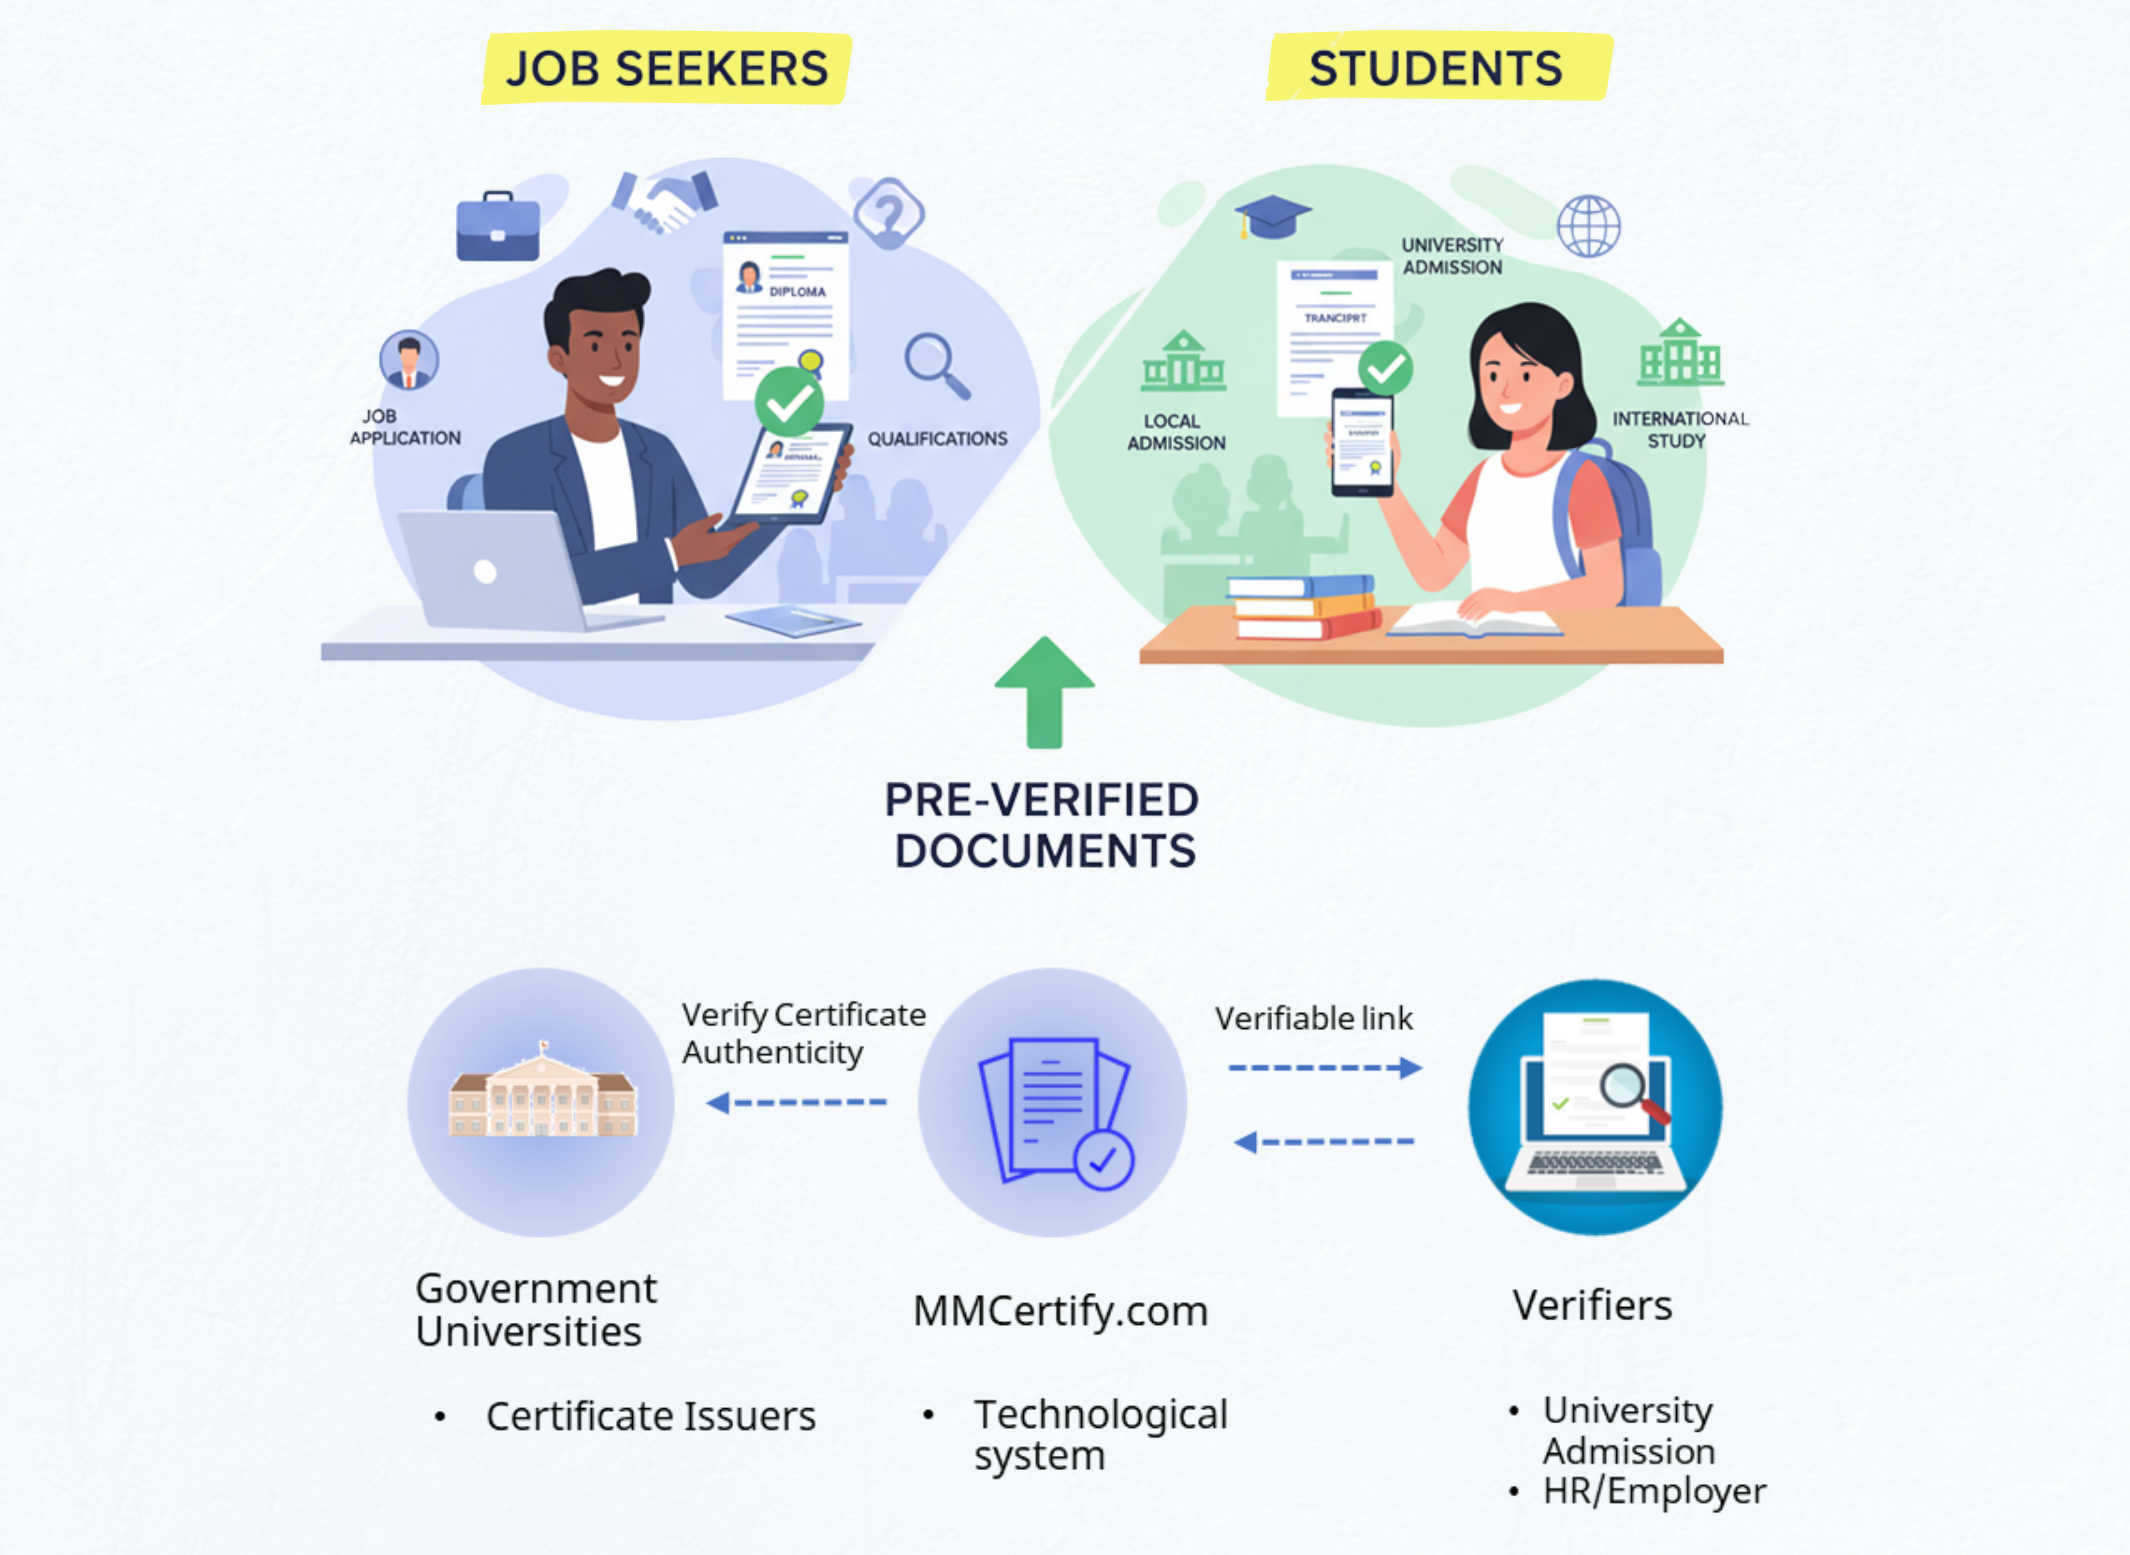 JOB SEEKERS
STUDENTS
DIPLOMA
JOB
APPLICATION
QUALIFICATIONS
UNIVERSITY
ADMISSION
TRANCIPRT
LOCAL
ADMISSION
INTERNATIONAL
STUDY
PRE-VERIFIED
DOCUMENTS
Verify Certificate
Authenticity
Verifiable link
Government
Universities
MMCertify.com
Verifiers
• Certificate Issuers
• Technological
system
• University
Admission
• HR/Employer